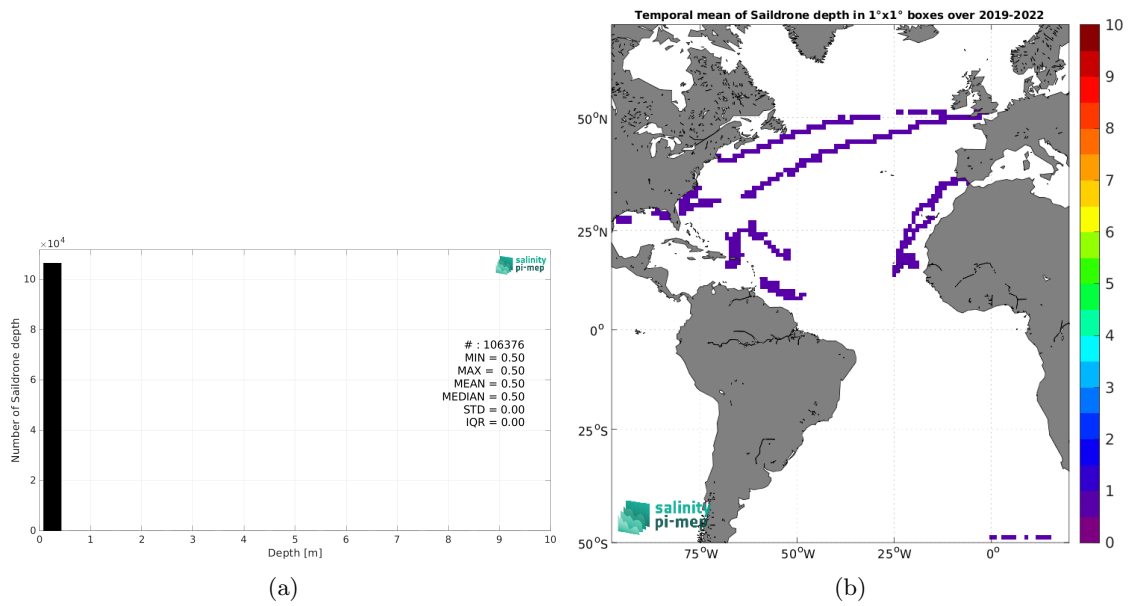 ×10⁴
10
8
6
4
2
0
Number of Saildrone depth
salinity
pi-mep
# : 106376
MIN = 0.50
MAX = 0.50
MEAN = 0.50
MEDIAN = 0.50
STD = 0.00
IQR = 0.00
0 1 2 3 4 5 6 7 8 9 10
Depth [m]
(a)
Temporal mean of Saildrone depth in 1°x1° boxes over 2019-2022
50°N
25°N
0°
25°S
50°S
75°W 50°W 25°W 0°
salinity
pi-mep
10
9
8
7
6
5
4
3
2
1
0
(b)